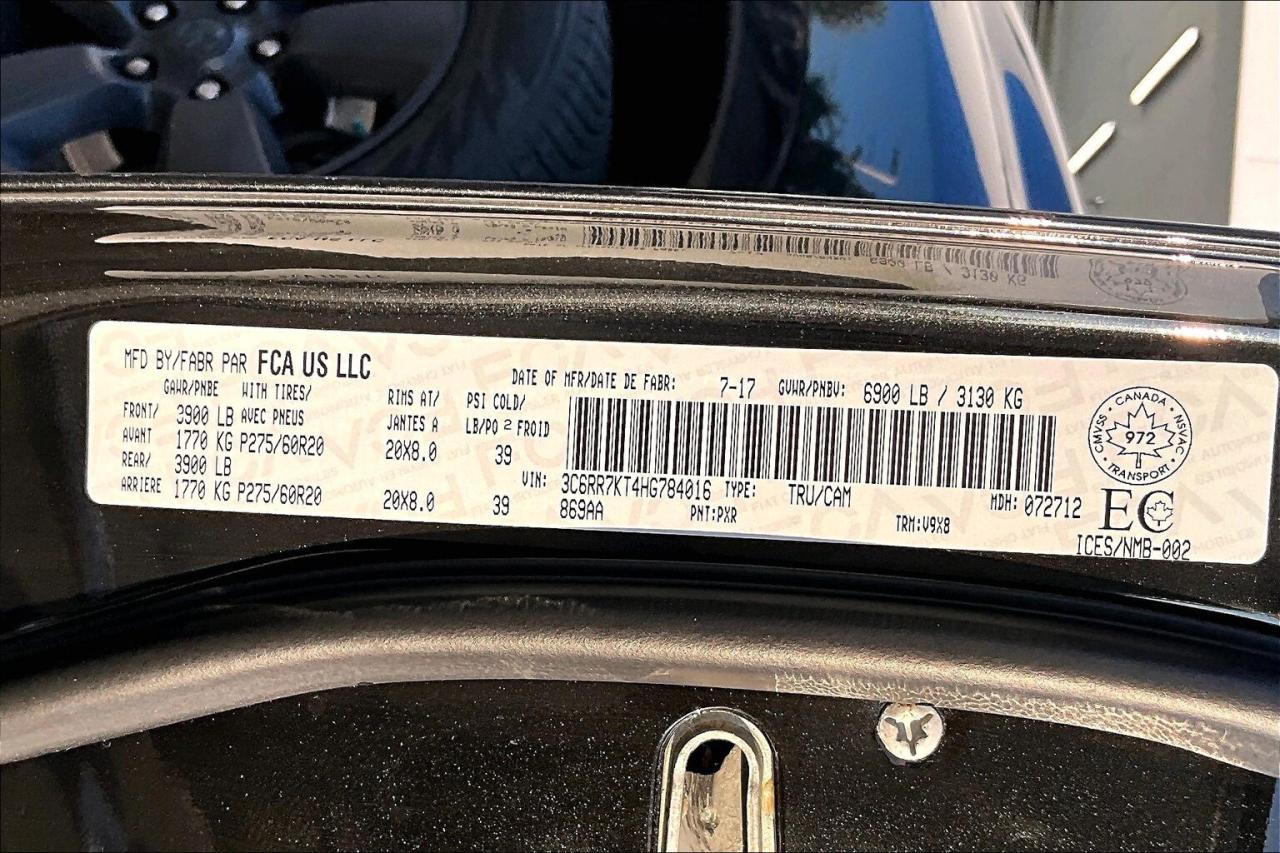 MFD BY/FABR PAR FCA US LLC
DATE OF MFR/DATE DE FABR: 7-17 GVWR/PNBV: 6900 LB / 3130 KG
GAWR/PNBE WITH TIRES/ RIMS AT/ PSI COLD/
FRONT/ 3900 LB AVEC PNEUS JANTES A LB/PO 2 FROID
AVANT 1770 KG P275/60R20 20X8.0 39
REAR/ 3900 LB
ARRIERE 1770 KG P275/60R20 20X8.0 39
VIN: 3C6RR7KT4HG784016 TYPE: TRU/CAM MDH: 072712
869AA PNT:PXR TRM:V9X8
CANADA
CMVSS 972 NSVAC
TRANSPORT
EC
ICES/NMB-002